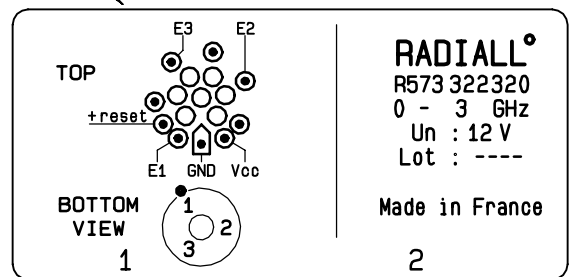 E3 E2
TOP
+reset
E1 GND Vcc
BOTTOM
VIEW
1
2
3
1
RADIALL°
R573 322320
0 - 3 GHz
Un : 12 V
Lot : ----
Made in France
2